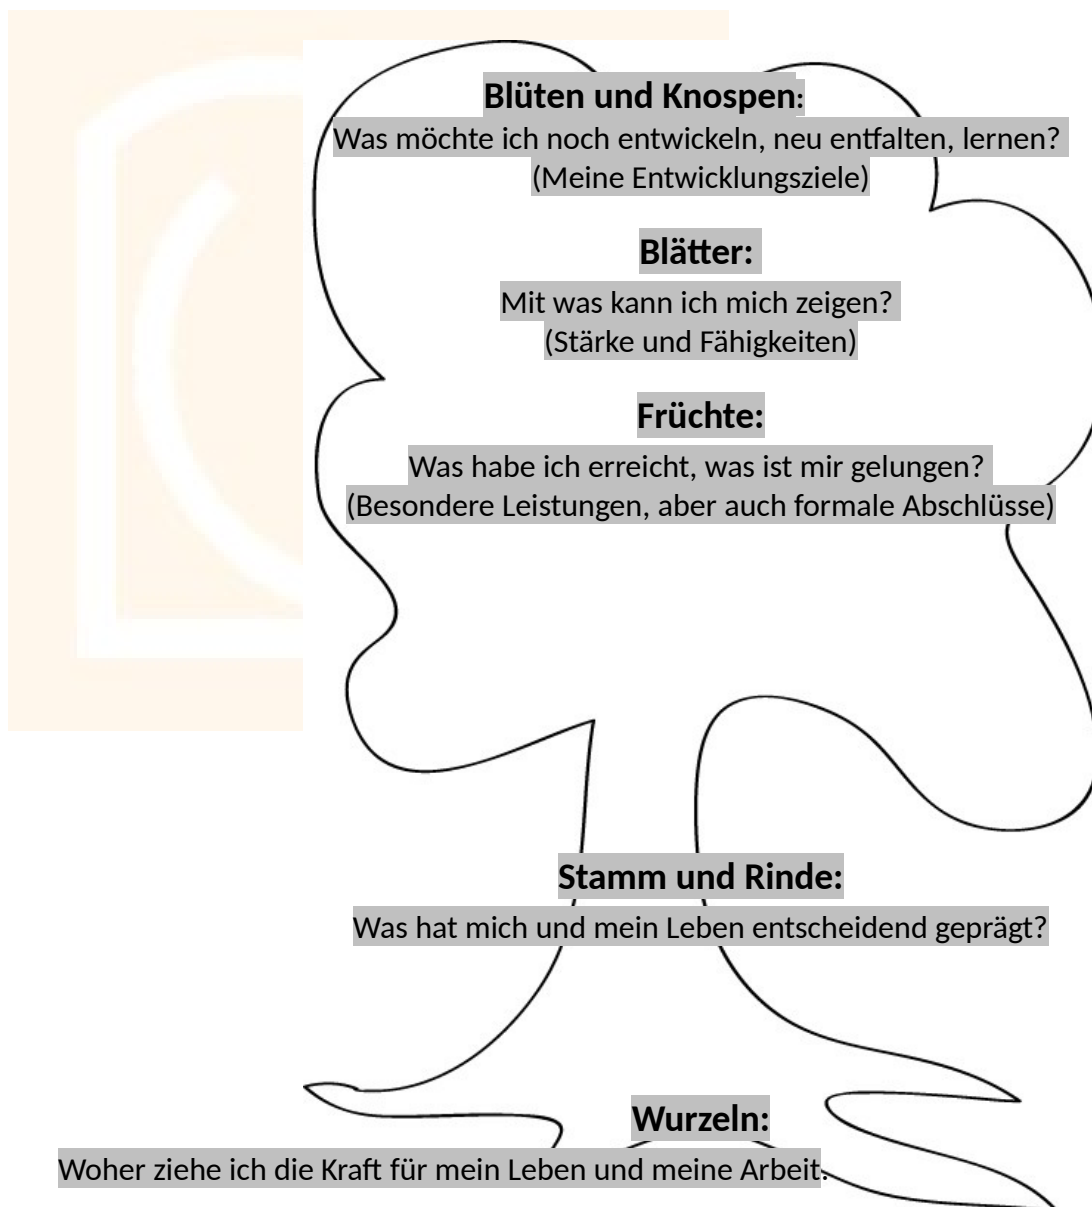 Blüten und Knospen:
Was möchte ich noch entwickeln, neu entfalten, lernen?
(Meine Entwicklungsziele)
Blätter:
Mit was kann ich mich zeigen?
(Stärke und Fähigkeiten)
Früchte:
Was habe ich erreicht, was ist mir gelungen?
(Besondere Leistungen, aber auch formale Abschlüsse)
Stamm und Rinde:
Was hat mich und mein Leben entscheidend geprägt?
Wurzeln:
Woher ziehe ich die Kraft für mein Leben und meine Arbeit.